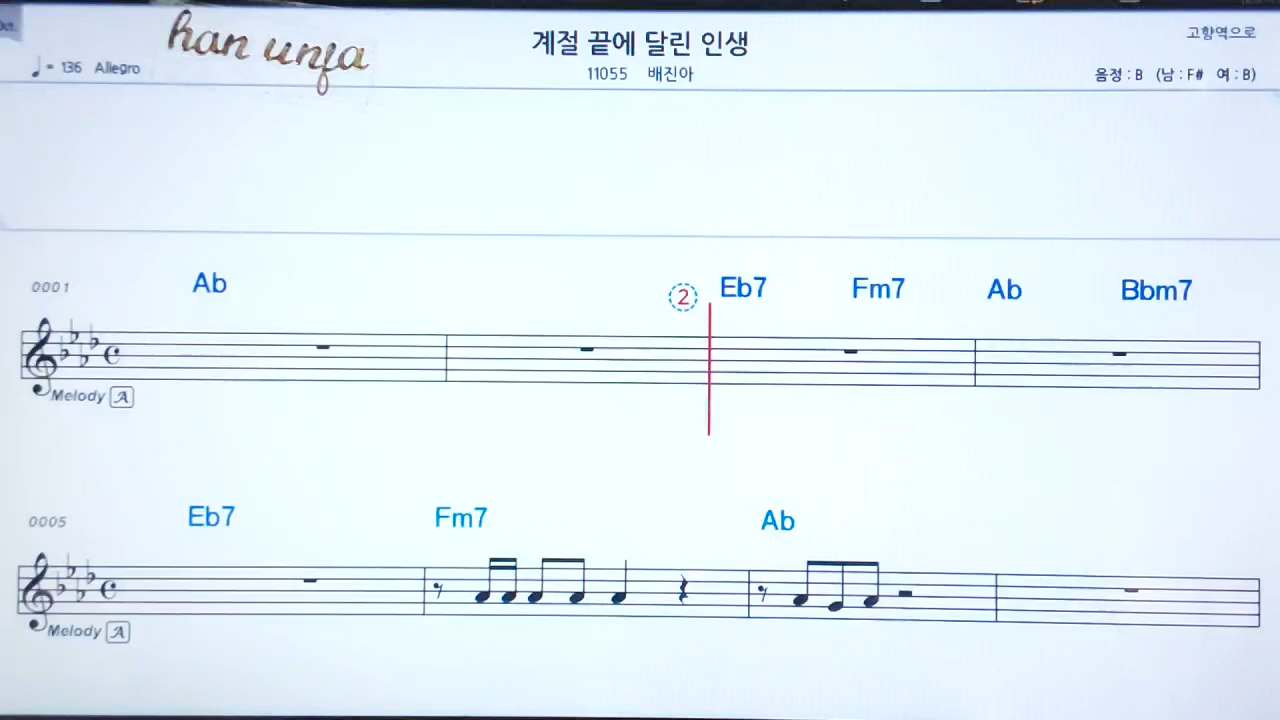 han unja
계절 끝에 달린 인생
고향역으로
♩= 136 Allegro
11055 배진아
음정 : B (남 : F# 여 : B)
0001 Ab ② Eb7 Fm7 Ab Bbm7
Melody A
0005 Eb7 Fm7 Ab
Melody A